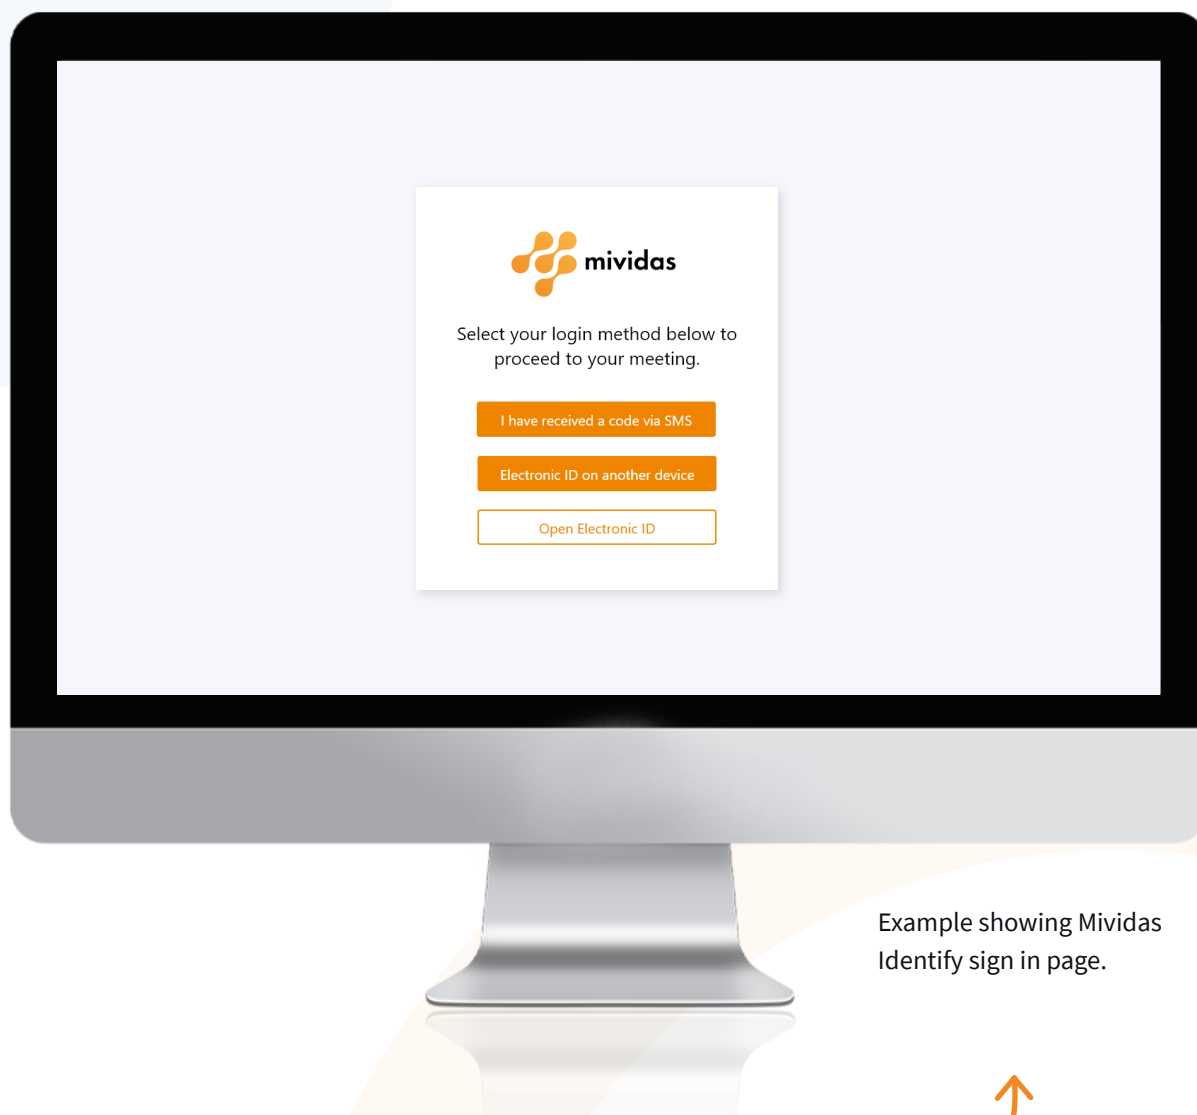 mividas
Select your login method below to
proceed to your meeting.
I have received a code via SMS
Electronic ID on another device
Open Electronic ID
Example showing Mividas
Identify sign in page.